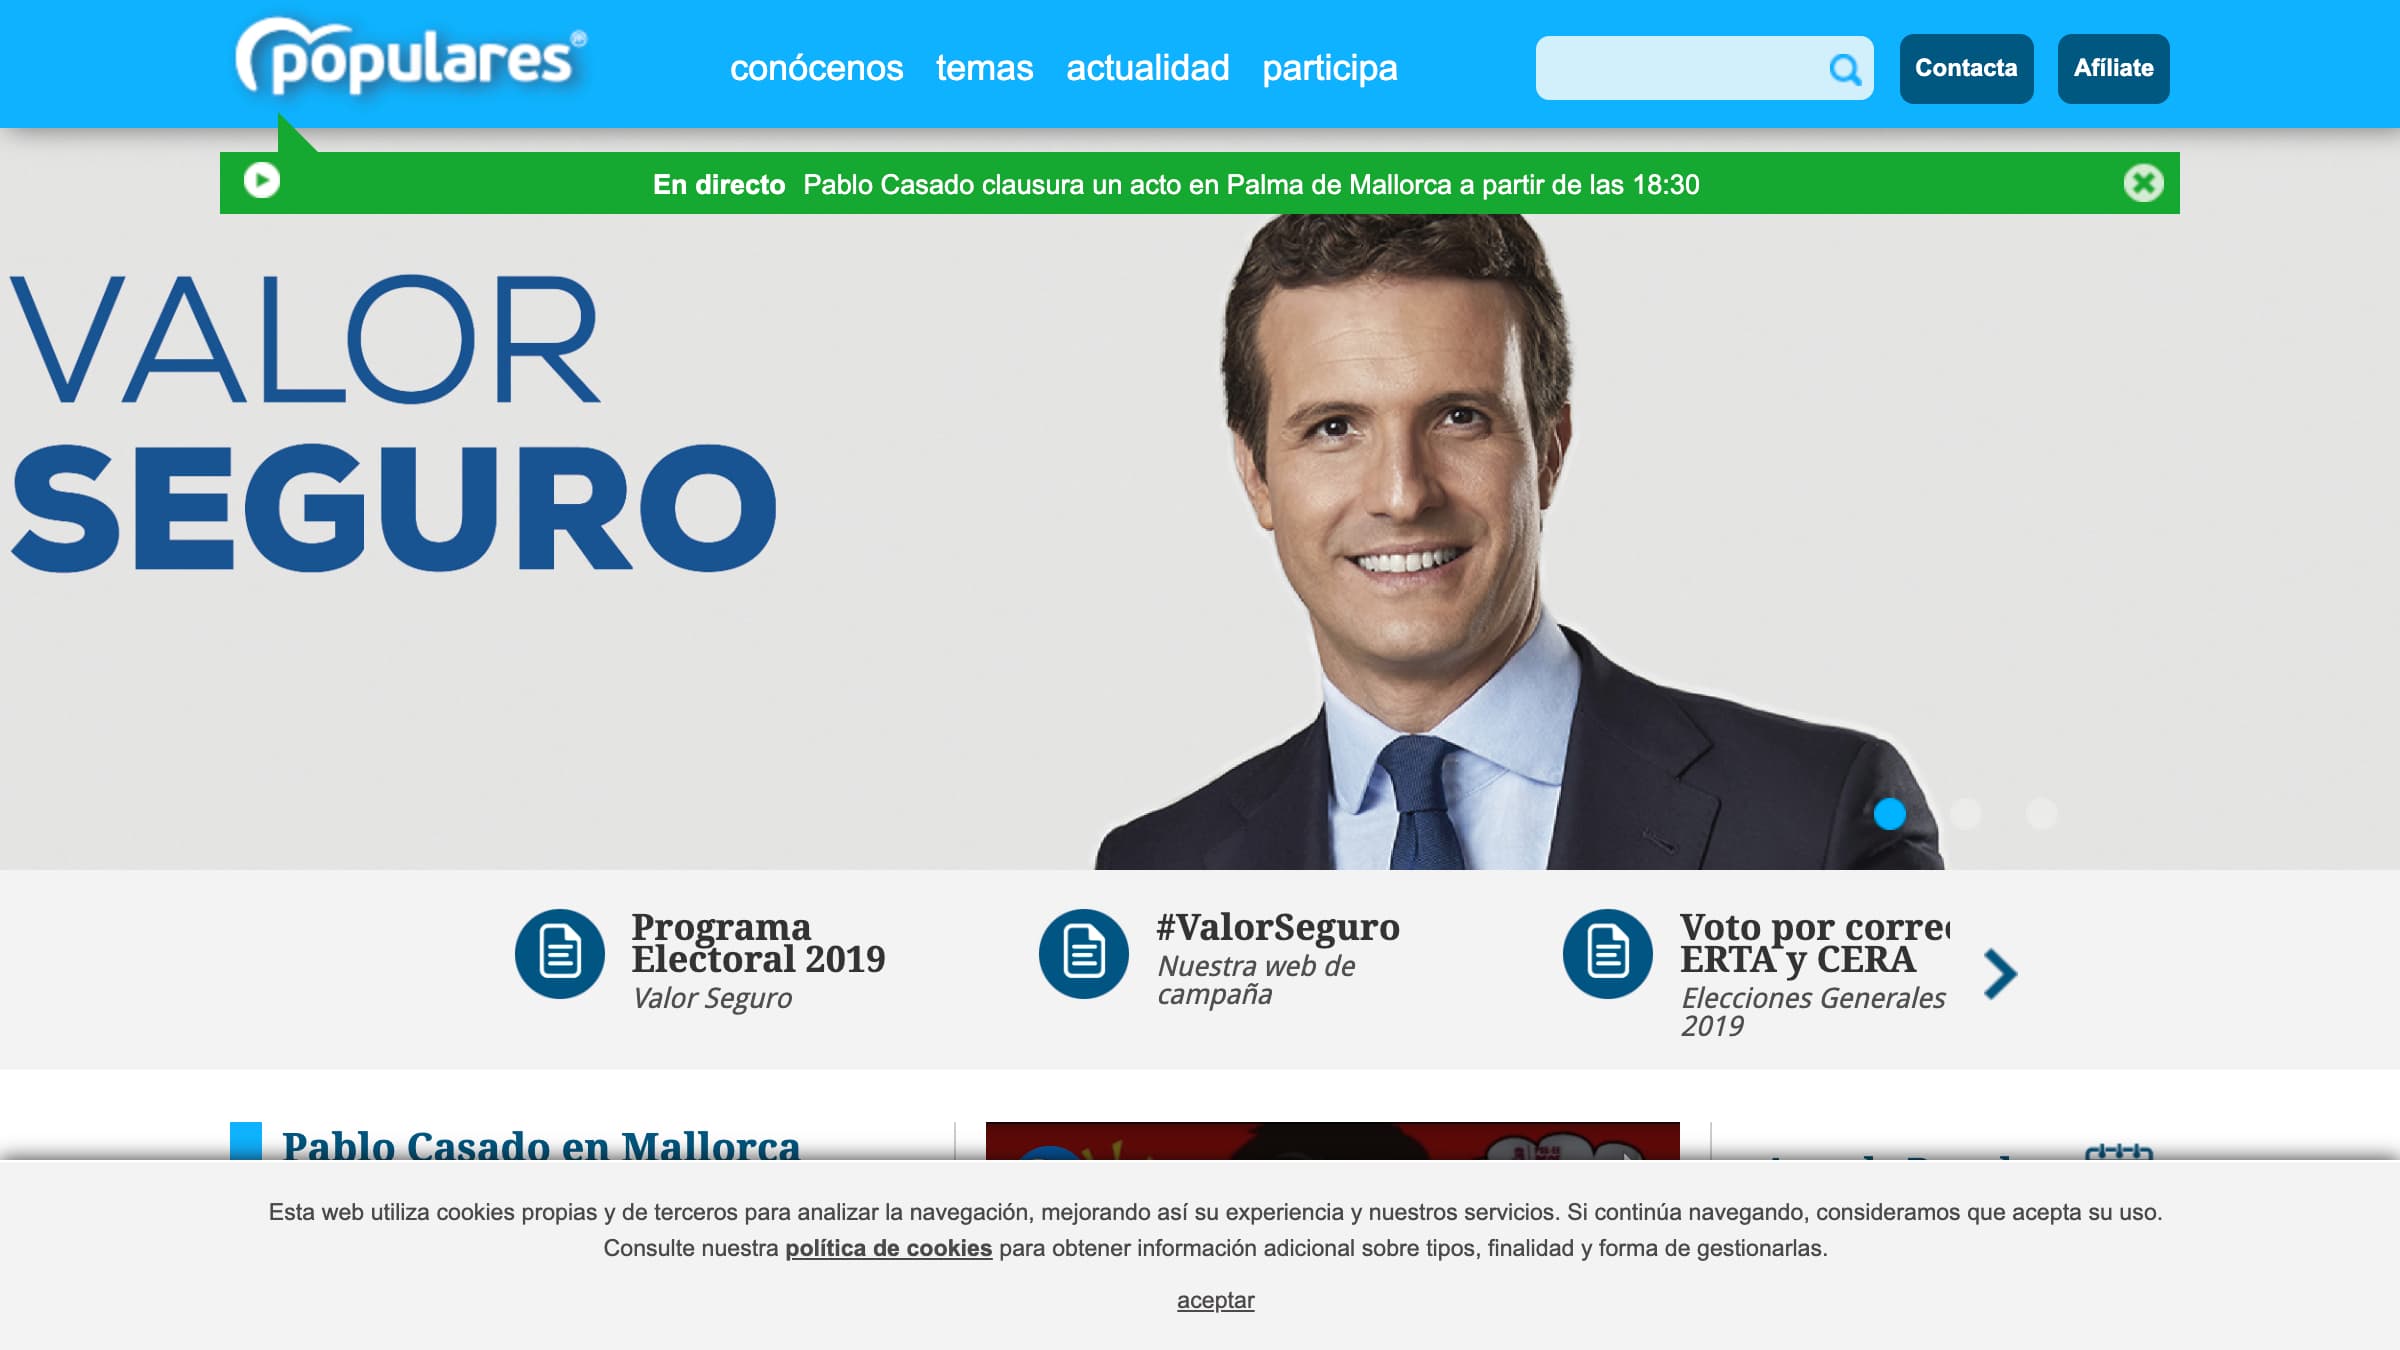 populares®
conócenos temas actualidad participa
Contacta
Afíliate
En directo Pablo Casado clausura un acto en Palma de Mallorca a partir de las 18:30
VALOR
SEGURO
Programa
Electoral 2019
Valor Seguro
#ValorSeguro
Nuestra web de
campaña
Voto por
ERTA y CERA
Elecciones Generales
2019
Pablo Casado en Mallorca
Esta web utiliza cookies propias y de terceros para analizar la navegación, mejorando así su experiencia y nuestros servicios. Si continúa navegando, consideramos que acepta su uso.
Consulte nuestra política de cookies para obtener información adicional sobre tipos, finalidad y forma de gestionarlas.
aceptar